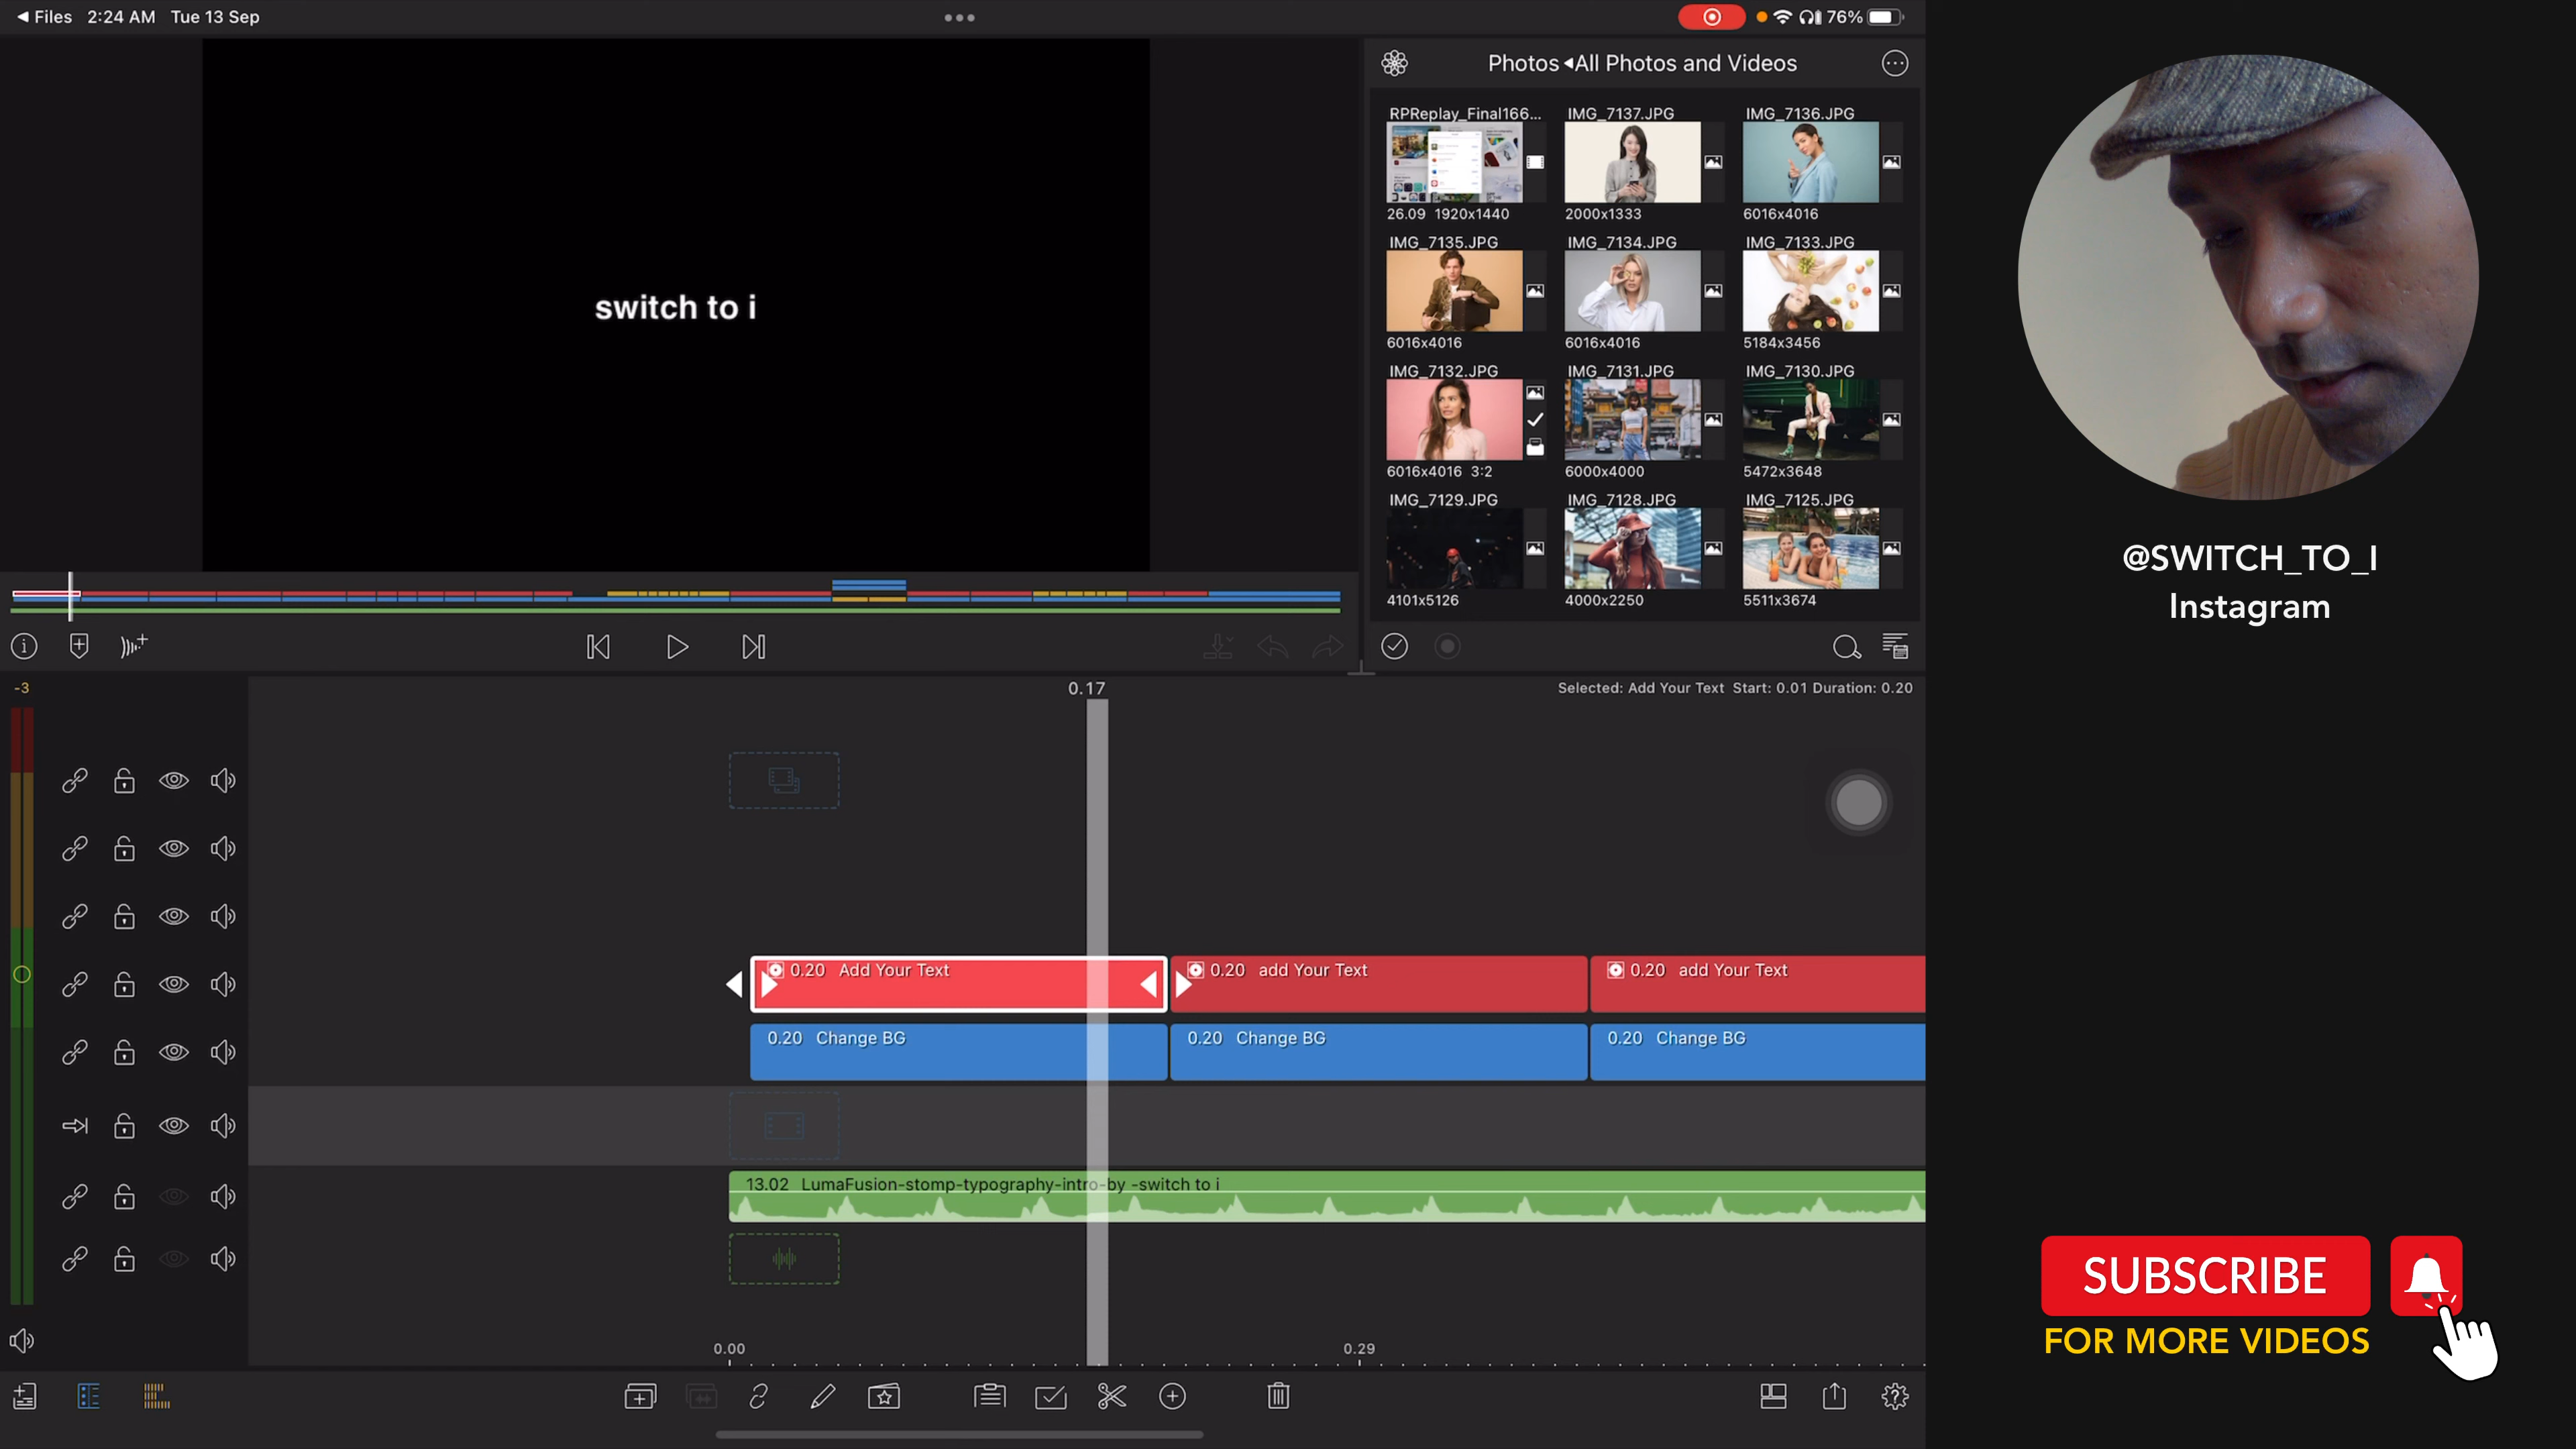 Files 2:24 AM Tue 13 Sep
76%
switch to i
Photos All Photos and Videos
RPReplay_Final166... IMG_7137.JPG IMG_7136.JPG
26.09 1920x1440 2000x1333 6016x4016
IMG_7135.JPG IMG_7134.JPG IMG_7133.JPG
6016x4016 6016x4016 5184x3456
IMG_7132.JPG IMG_7131.JPG IMG_7130.JPG
6016x4016 3:2 6000x4000 5472x3648
IMG_7129.JPG IMG_7128.JPG IMG_7125.JPG
4101x5126 4000x2250 5511x3674
@SWITCH_TO_I
Instagram
-3
0.17
Selected: Add Your Text Start: 0.01 Duration: 0.20
0.20 Add Your Text
0.20 add Your Text
0.20 add Your Text
0.20 Change BG
0.20 Change BG
0.20 Change BG
13.02 LumaFusion-stomp-typography-intro-by -switch to i
0.00
0.29
SUBSCRIBE
FOR MORE VIDEOS